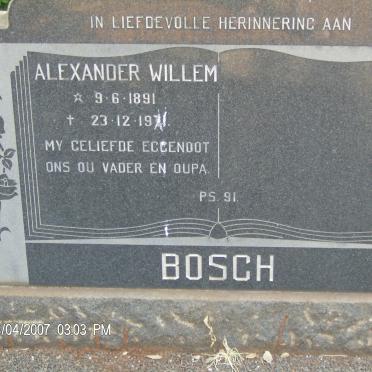 IN LIEFDEVOLLE HERINNERING AAN
ALEXANDER WILLEM
☆ 9·6·1891
† 23·12·197
MY GELIEFDE EGGENOOT
ONS OU VADER EN OUPA.
PS. 91.
BOSCH
/04/2007 03:03 PM